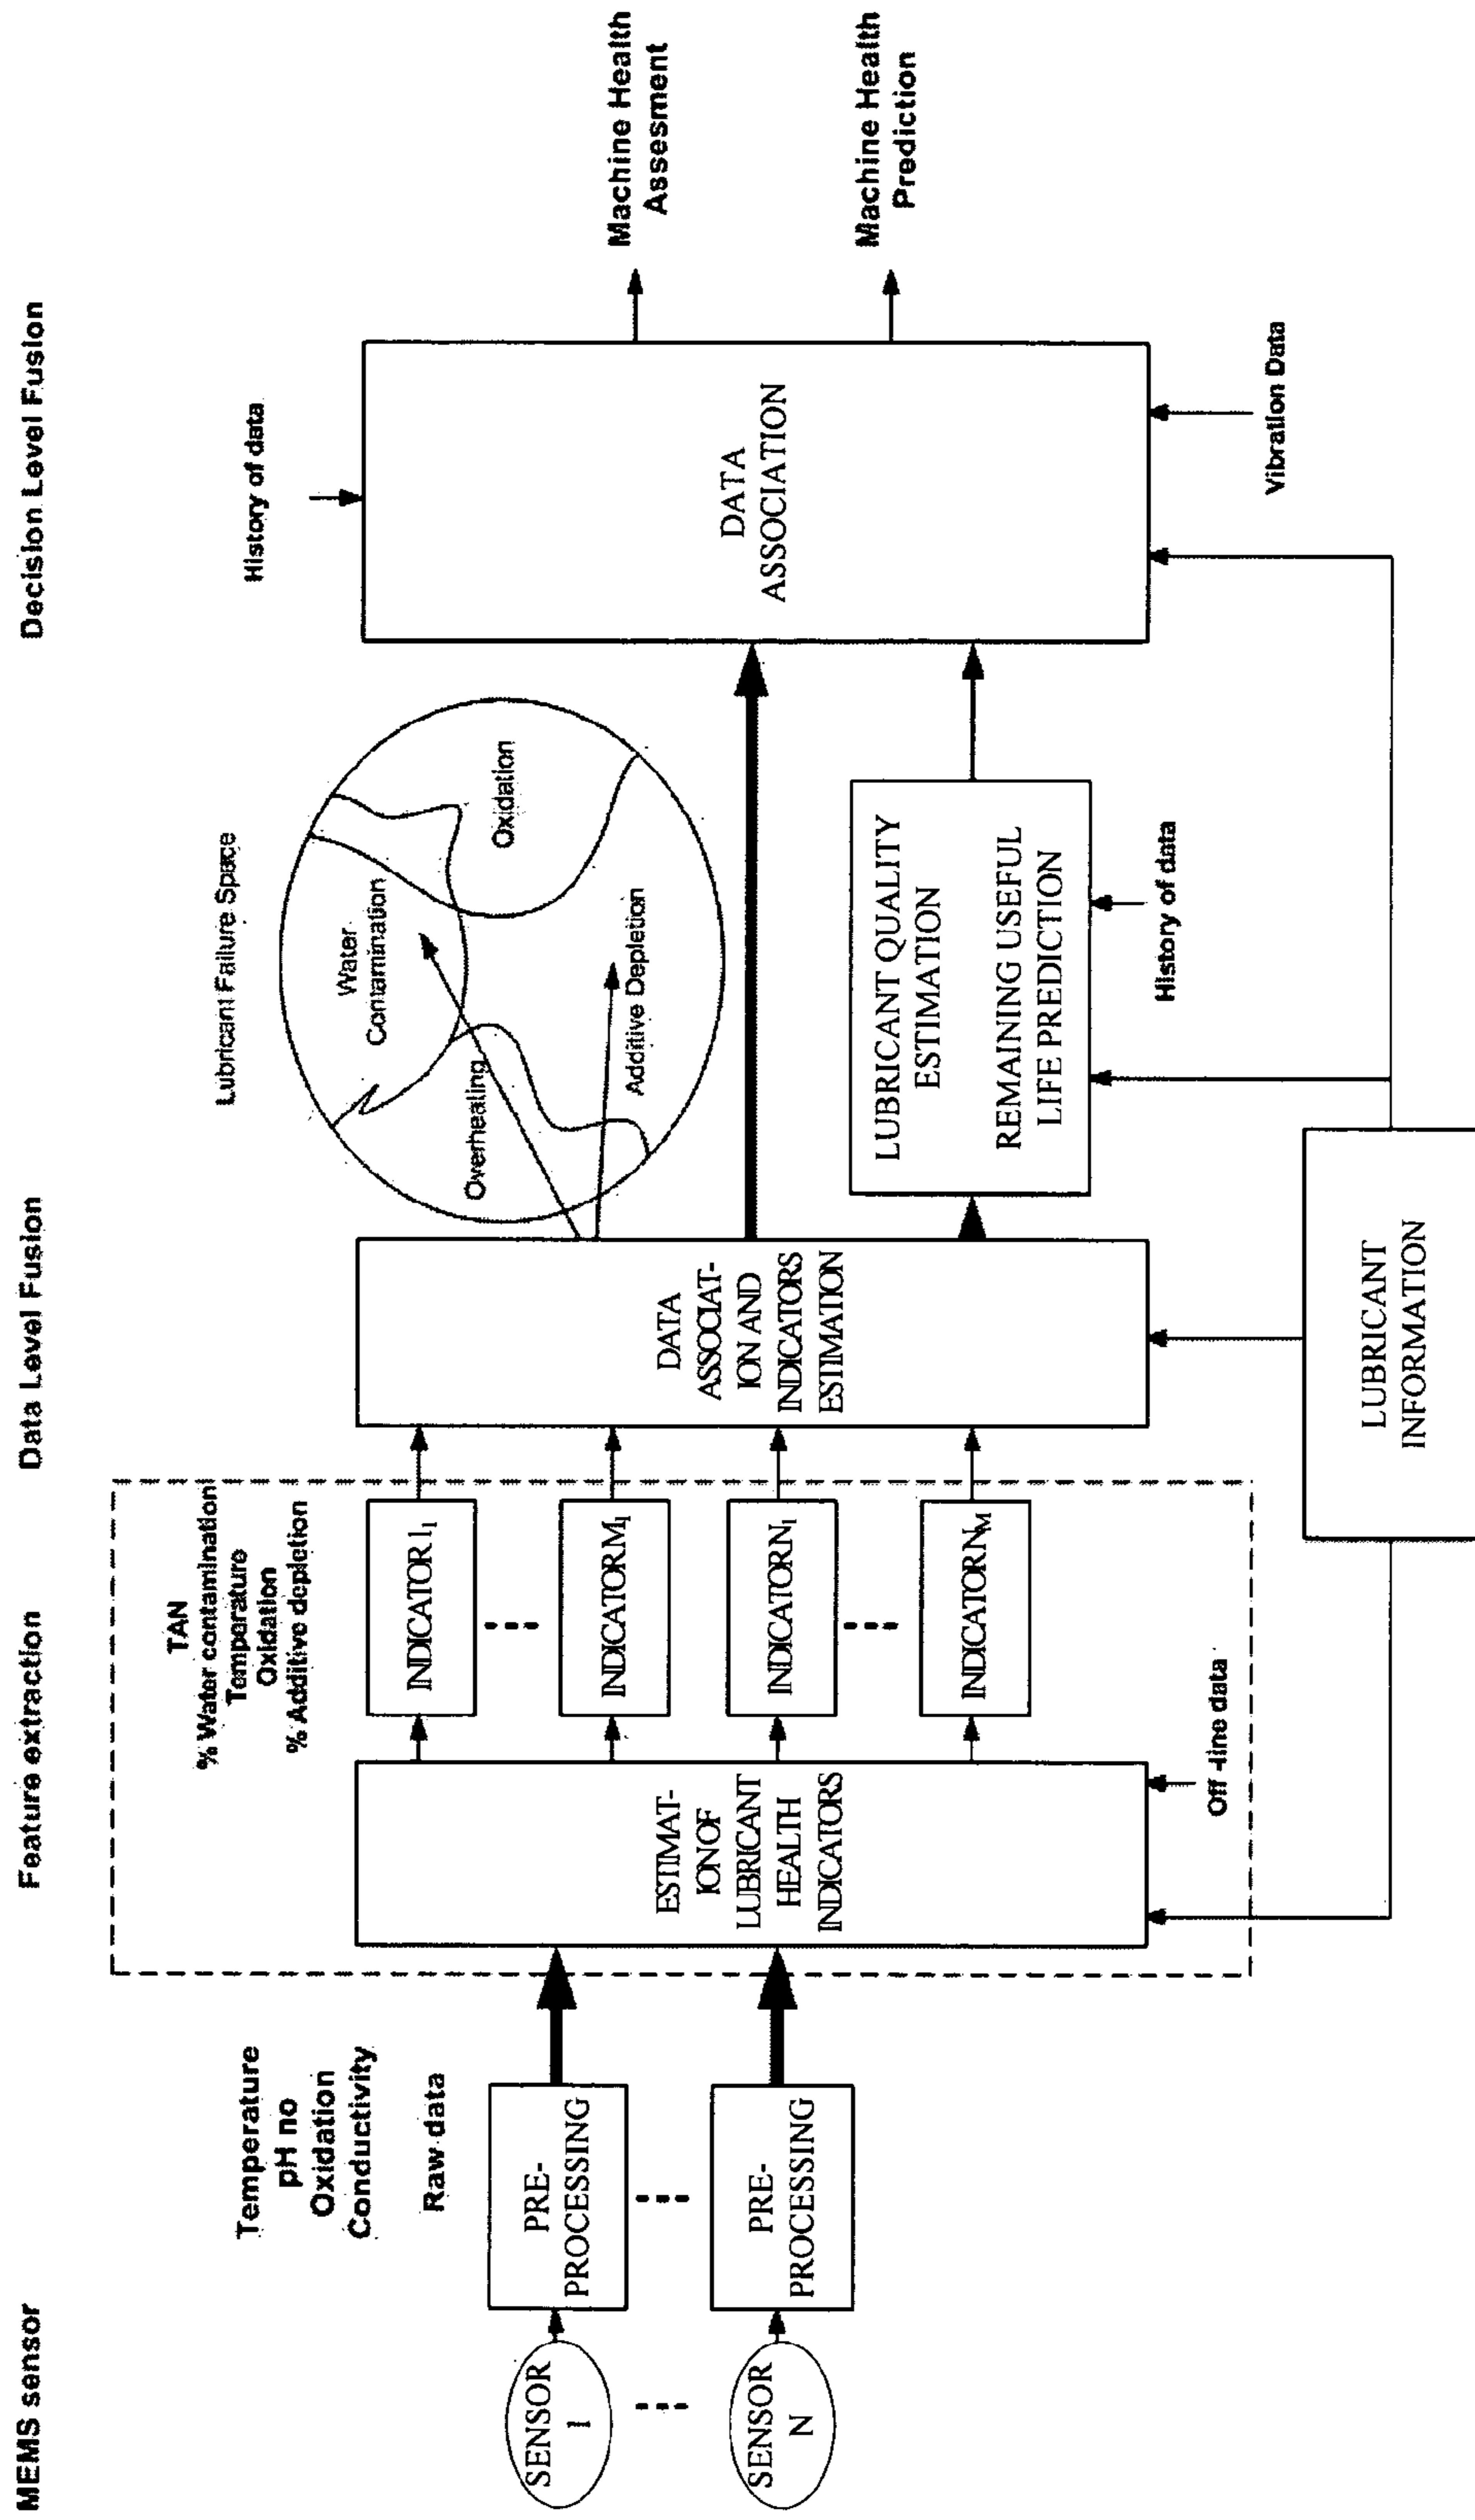 MEMS sensor
Feature extraction
Data Level Fusion
Decision Level Fusion
Temperature
pH no
Oxidation
Conductivity
Raw data
SENSOR
1
SENSOR
N
PRE-
PROCESSING
PRE-
PROCESSING
TAN
% Water contamination
Temperature
Oxidation
% Additive depletion
ESTIMAT-
ION OF
LUBRICANT
HEALTH
INDICATORS
INDICATOR 1₁
INDICATOR M₁
INDICATOR N₁
INDICATOR N_M
Off-line data
DATA
ASSOCIAT-
ION AND
INDICATORS
ESTIMATION
Lubricant Failure Space
Water
Contamination
Oxidation
Overheating
Additive Depletion
LUBRICANT QUALITY
ESTIMATION
REMAINING USEFUL
LIFE PREDICTION
History of data
LUBRICANT
INFORMATION
History of data
DATA
ASSOCIATION
Vibration Data
Machine Health
Assesment
Machine Health
Prediction